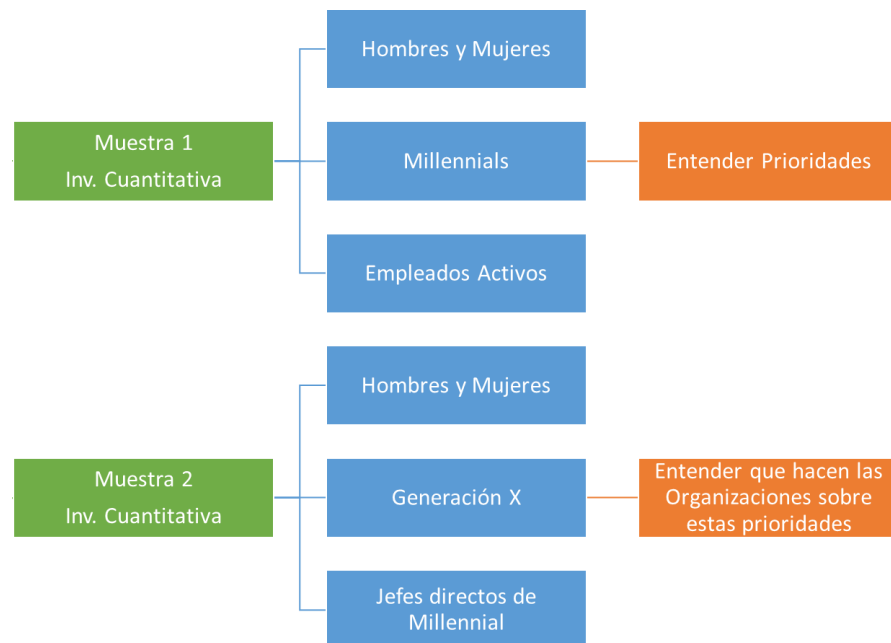 Hombres y Mujeres
Muestra 1
Inv. Cuantitativa
Millennials
Entender Prioridades
Empleados Activos
Hombres y Mujeres
Muestra 2
Inv. Cuantitativa
Generación X
Entender que hacen las
Organizaciones sobre
estas prioridades
Jefes directos de
Millennial